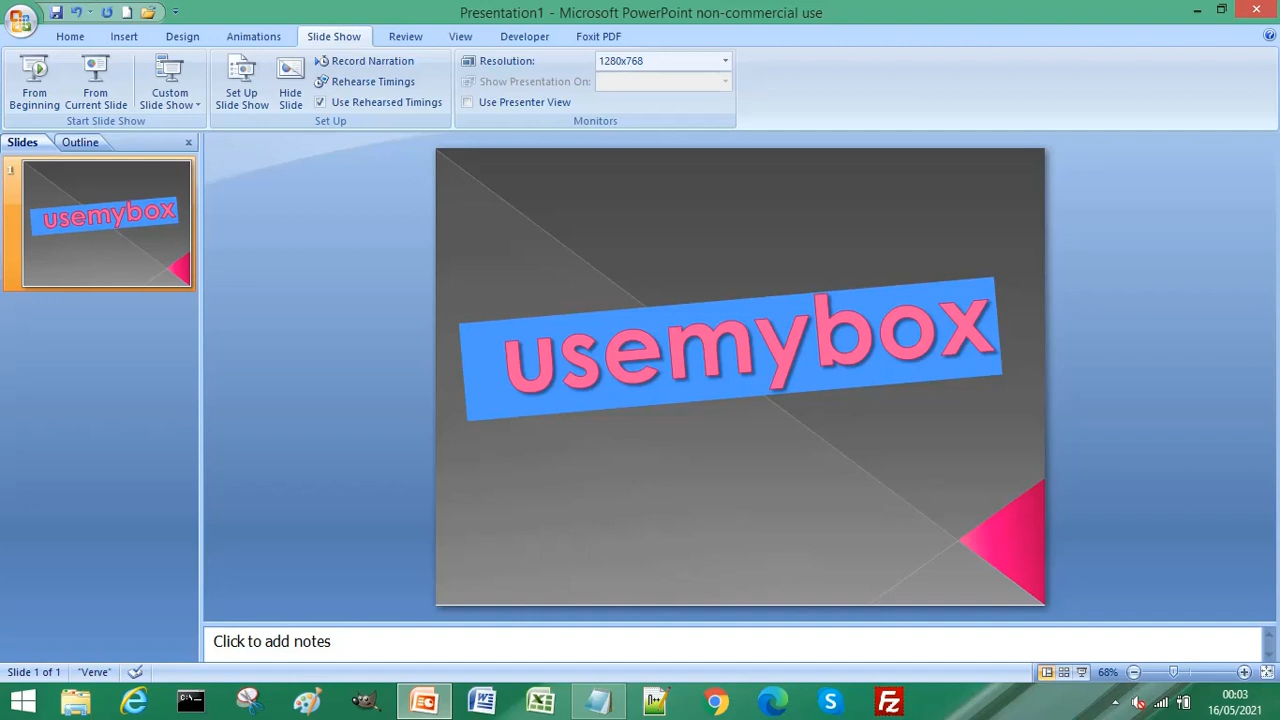 Presentation1 - Microsoft PowerPoint non-commercial use
Home Insert Design Animations Slide Show Review View Developer Foxit PDF
From Beginning
From Current Slide
Custom Slide Show
Start Slide Show
Set Up Slide Show
Hide Slide
Record Narration
Rehearse Timings
Use Rehearsed Timings
Set Up
Resolution: 1280x768
Show Presentation On:
Use Presenter View
Monitors
Slides Outline
1
usemybox
usemybox
Click to add notes
Slide 1 of 1 "Verve" 68%
00:03
16/05/2021